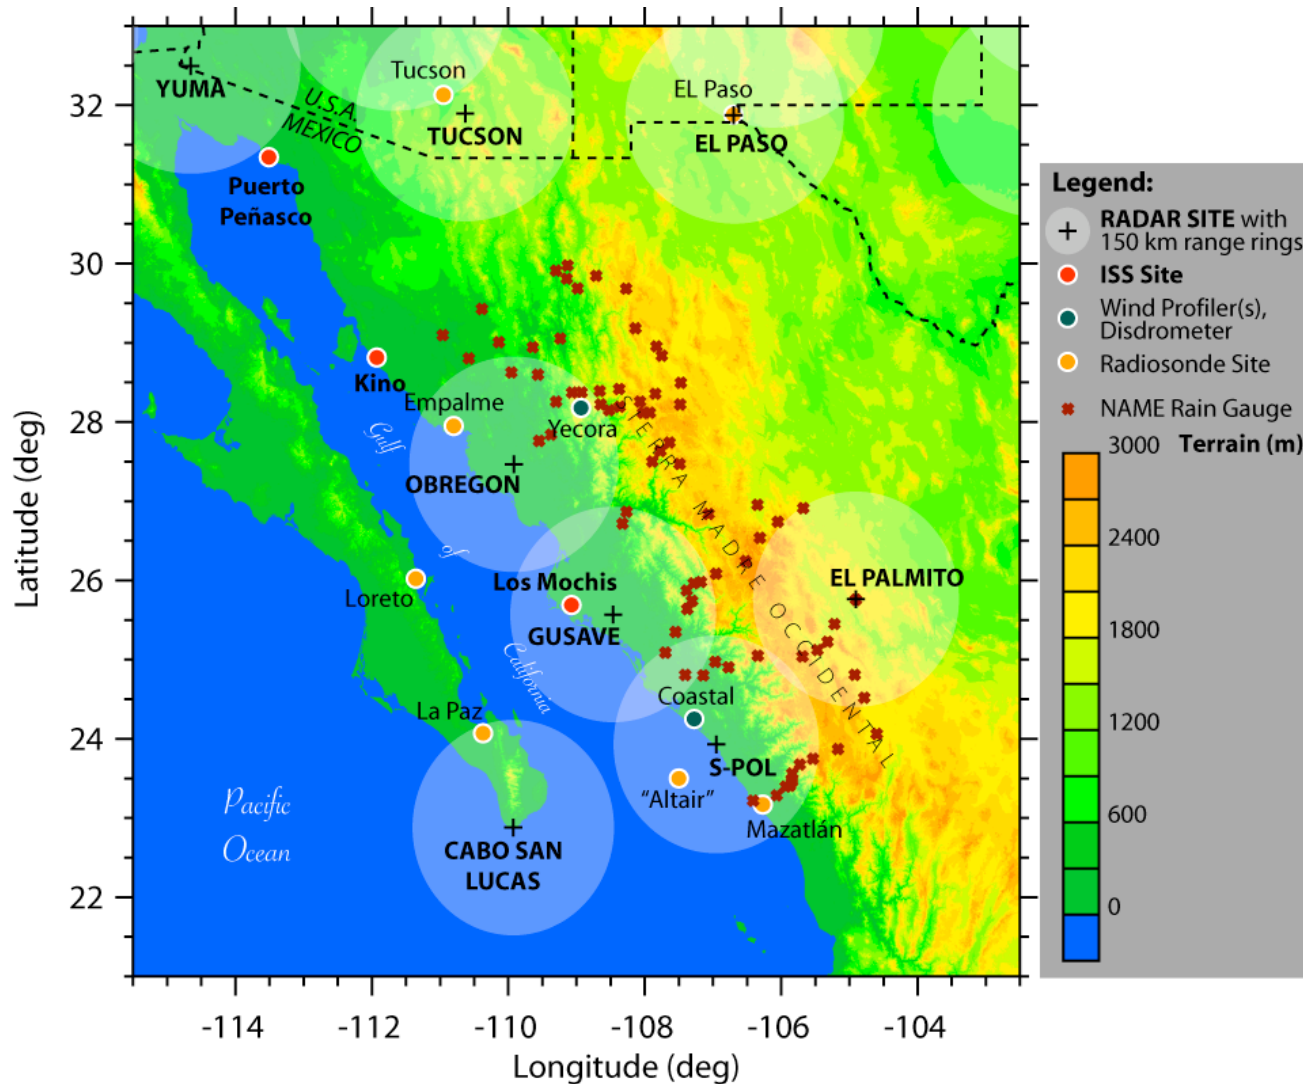 Tucson
EL Paso
YUMA
U.S.A.
MEXICO
TUCSON
EL PASQ
Puerto
Peñasco
Kino
Empalme
Gulf
of
California
Yecora
OBREGON
SIERRA MADRE OCCIDENTAL
Los Mochis
EL PALMITO
Loreto
GUSAVE
Coastal
La Paz
S-POL
"Altair"
Mazatlán
Pacific
Ocean
CABO SAN
LUCAS
Latitude (deg)
32
30
28
26
24
22
-114
-112
-110
-108
-106
-104
Longitude (deg)
Legend:
RADAR SITE with
150 km range rings
ISS Site
Wind Profiler(s),
Disdrometer
Radiosonde Site
NAME Rain Gauge
3000 Terrain (m)
2400
1800
1200
600
0